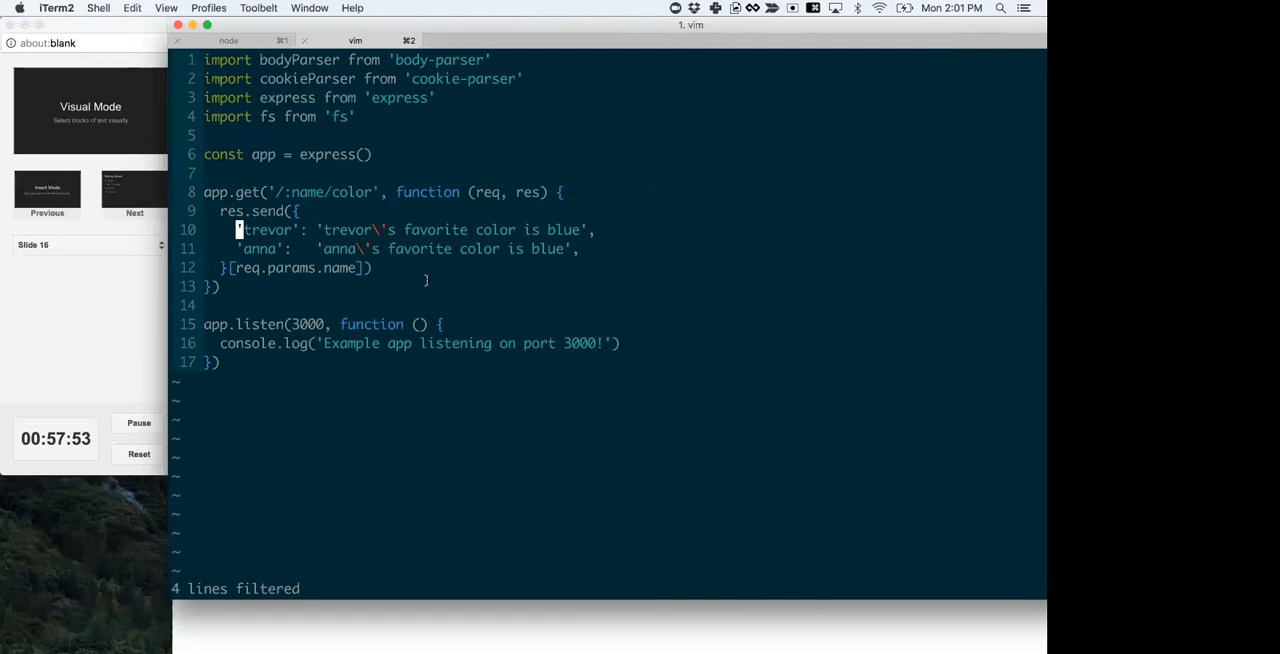 iTerm2 Shell Edit View Profiles Toolbelt Window Help Mon 2:01 PM
1. vim
node ⌘1 vim ⌘2
about:blank
Visual Mode
Select blocks of text visually
Insert Mode
Previous Next
Slide 16
00:57:53
Pause
Reset
1 import bodyParser from 'body-parser'
2 import cookieParser from 'cookie-parser'
3 import express from 'express'
4 import fs from 'fs'
5
6 const app = express()
7
8 app.get('/:name/color', function (req, res) {
9 res.send({
10 'trevor': 'trevor\'s favorite color is blue',
11 'anna': 'anna\'s favorite color is blue',
12 }[req.params.name])
13 })
14
15 app.listen(3000, function () {
16 console.log('Example app listening on port 3000!')
17 })
~
~
~
~
~
~
~
~
~
~
~
4 lines filtered